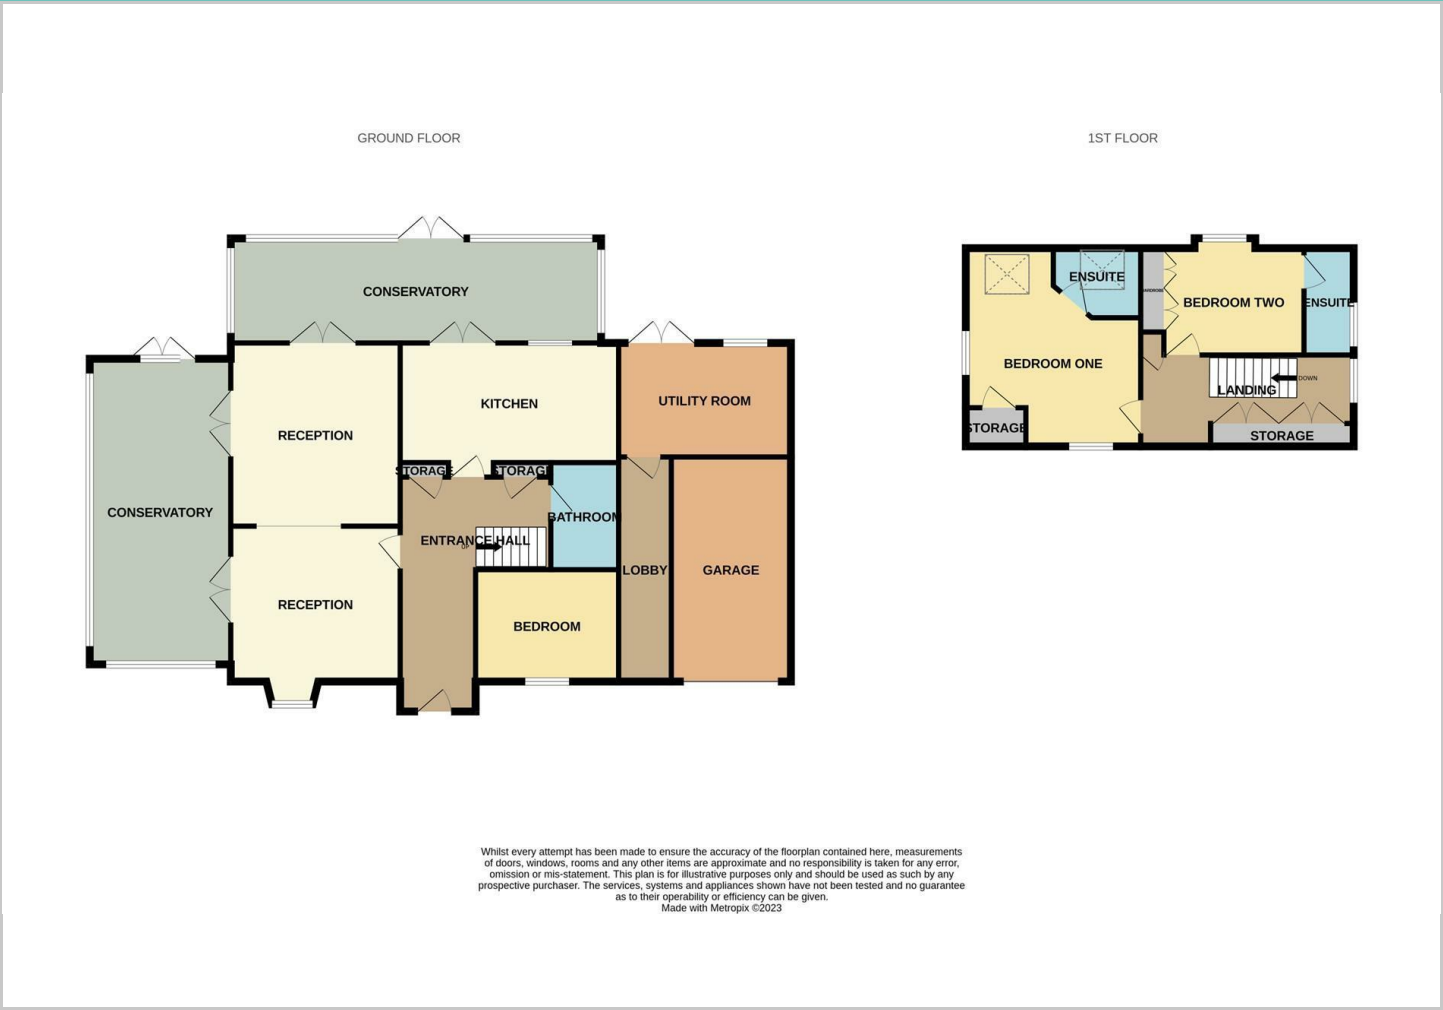 GROUND FLOOR
1ST FLOOR
CONSERVATORY
CONSERVATORY
RECEPTION
RECEPTION
KITCHEN
UTILITY ROOM
STORAGE
STORAGE
BATHROOM
ENTRANCE HALL
UP
BEDROOM
LOBBY
GARAGE
ENSUITE
BEDROOM ONE
STORAGE
WARDROBE
BEDROOM TWO
ENSUITE
DOWN
LANDING
STORAGE
Whilst every attempt has been made to ensure the accuracy of the floorplan contained here, measurements
of doors, windows, rooms and any other items are approximate and no responsibility is taken for any error,
omission or mis-statement. This plan is for illustrative purposes only and should be used as such by any
prospective purchaser. The services, systems and appliances shown have not been tested and no guarantee
as to their operability or efficiency can be given.
Made with Metropix ©2023